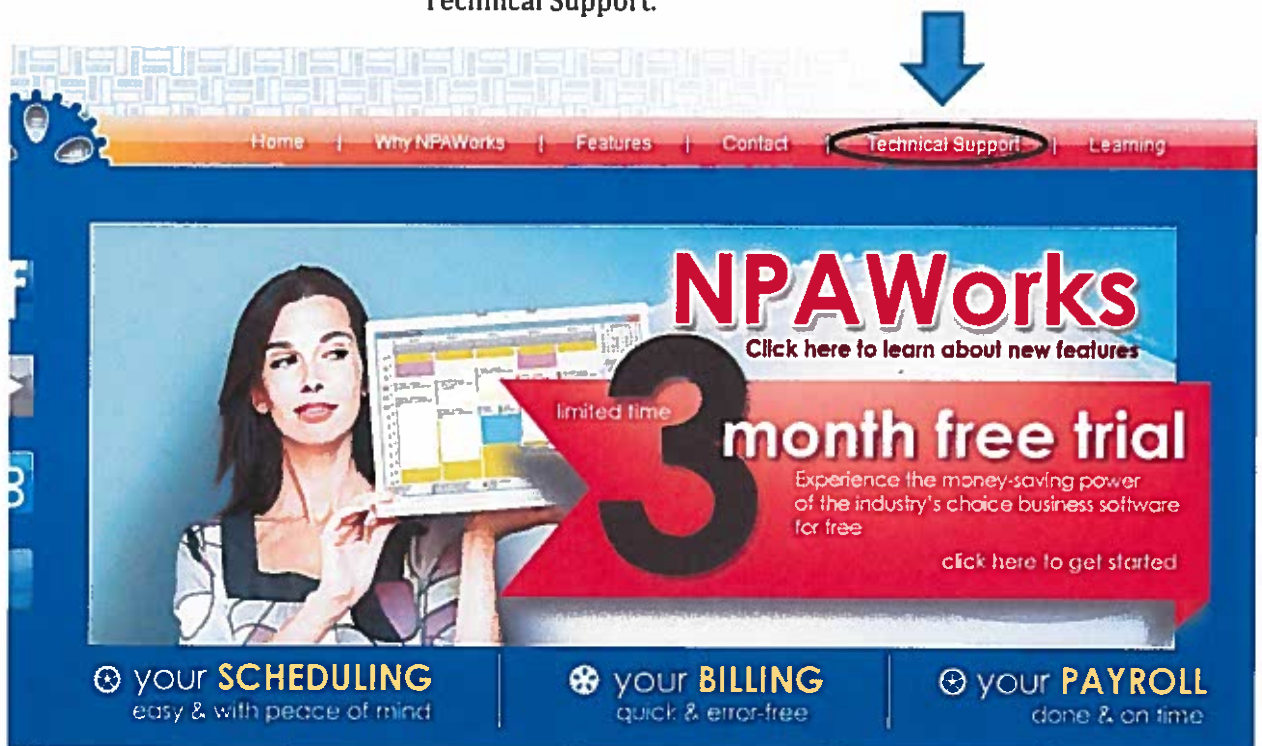 Technical Support.
Home | Why NPAWorks | Features | Contact | Technical Support | Learning
NPAWorks
Click here to learn about new features
limited time
3 month free trial
Experience the money-saving power
of the industry's choice business software
for free
click here to get started
your SCHEDULING
easy & with peace of mind
your BILLING
quick & error-free
your PAYROLL
done & on time